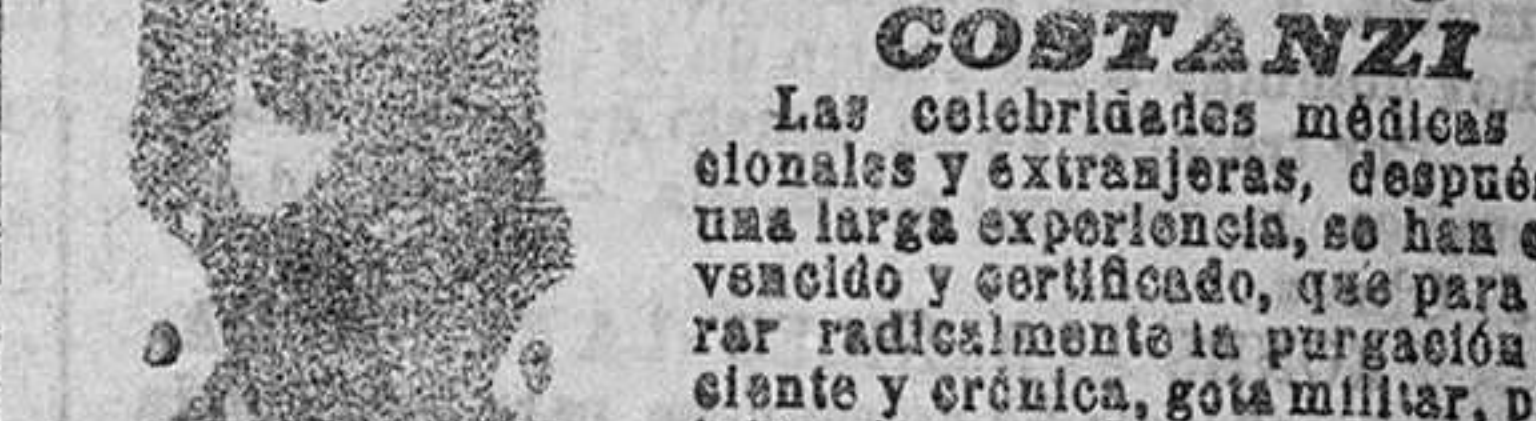 COSTANZI
Las celebridades médicas
cionales y extranjeras, después
una larga experiencia, se han
vencido y certificado, que para
rar radicalmente la purgación
ciente y crónica, gota militar,